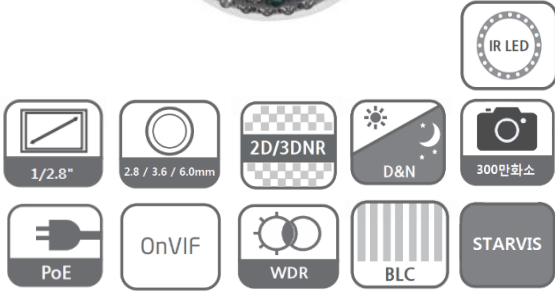 IR LED
1/2.8"
2.8 / 3.6 / 6.0mm
2D/3DNR
D&N
300만화소
PoE
OnVIF
WDR
BLC
STARVIS